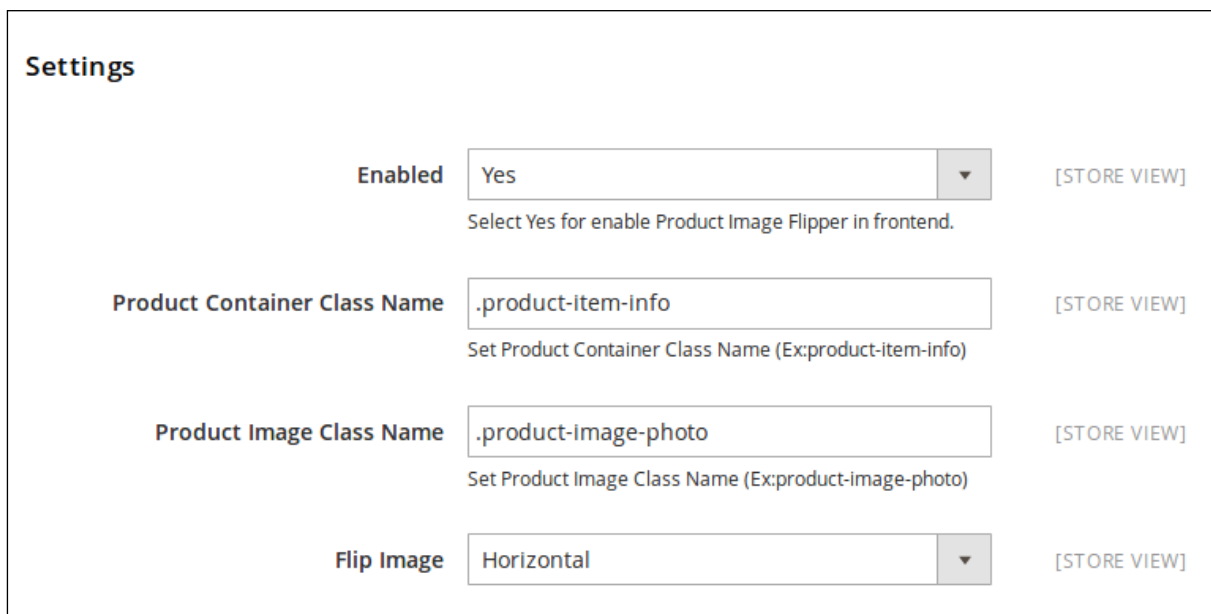 Settings
Enabled Yes [STORE VIEW]
Select Yes for enable Product Image Flipper in frontend.
Product Container Class Name .product-item-info [STORE VIEW]
Set Product Container Class Name (Ex:product-item-info)
Product Image Class Name .product-image-photo [STORE VIEW]
Set Product Image Class Name (Ex:product-image-photo)
Flip Image Horizontal [STORE VIEW]